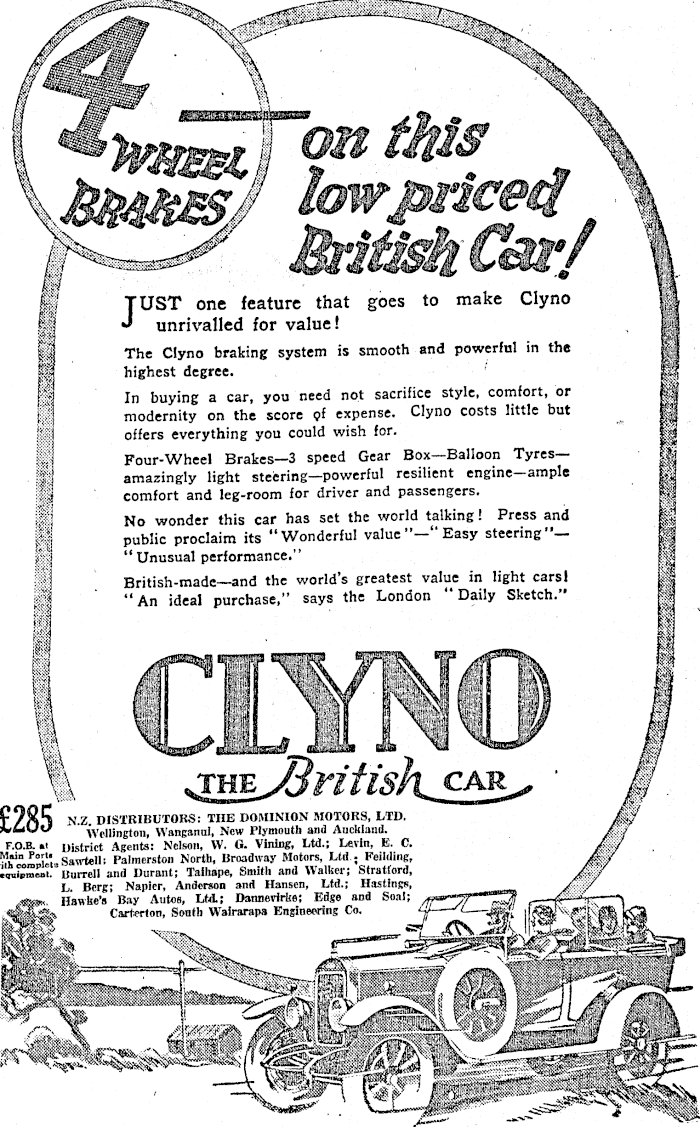 4
WHEEL
BRAKES
— on this
low priced
British Car!
JUST one feature that goes to make Clyno
unrivalled for value!
The Clyno braking system is smooth and powerful in the
highest degree.
In buying a car, you need not sacrifice style, comfort, or
modernity on the score of expense. Clyno costs little but
offers everything you could wish for.
Four-Wheel Brakes—3 speed Gear Box—Balloon Tyres—
amazingly light steering—powerful resilient engine—ample
comfort and leg-room for driver and passengers.
No wonder this car has set the world talking! Press and
public proclaim its "Wonderful value"—"Easy steering"—
"Unusual performance."
British-made—and the world's greatest value in light cars!
"An ideal purchase," says the London "Daily Sketch."
CLYNO
THE British CAR
£285
F.O.B. at
Main Ports
ith complete
equipment.
N.Z. DISTRIBUTORS: THE DOMINION MOTORS, LTD.
Wellington, Wanganui, New Plymouth and Auckland.
District Agents: Nelson, W. G. Vining, Ltd.; Levin, E. C.
Sawtell; Palmerston North, Broadway Motors, Ltd.; Feilding,
Burrell and Durant; Taihape, Smith and Walker; Stratford,
L. Berg; Napier, Anderson and Hansen, Ltd.; Hastings,
Hawke's Bay Autos, Ltd.; Dannevirke; Edge and Soal;
Carterton, South Wairarapa Engineering Co.